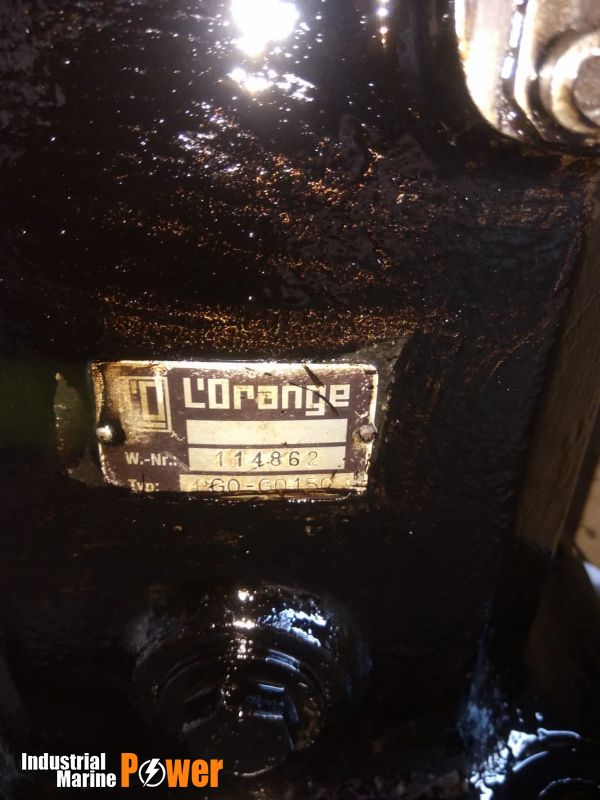 L'Orange
W.-Nr.: 114862
Typ:
Industrial
Marine Power